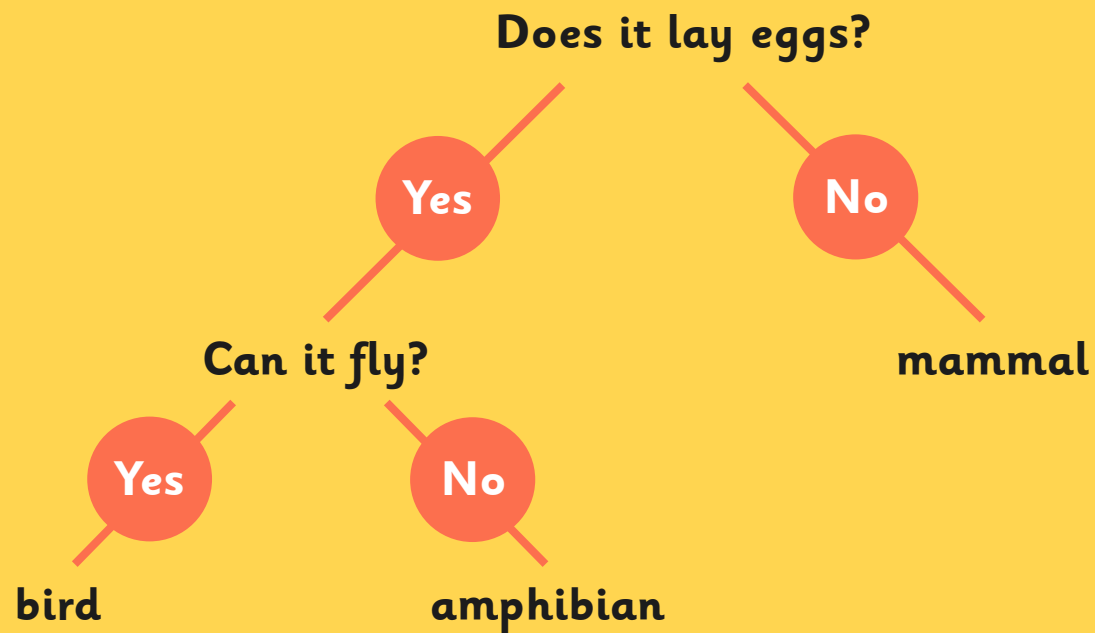 Does it lay eggs?
Yes
No
Can it fly?
mammal
Yes
No
bird
amphibian